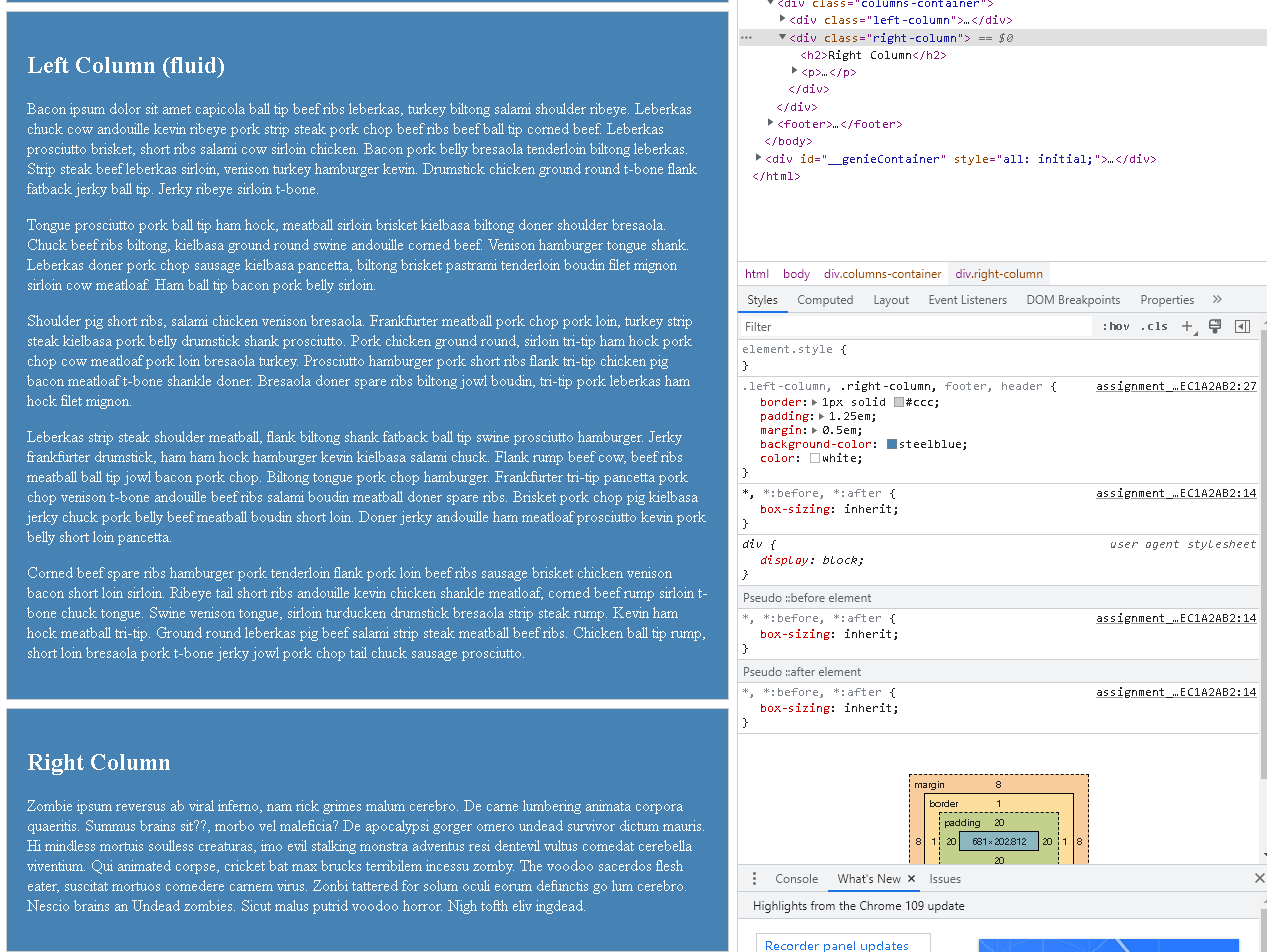 Left Column (fluid)
Bacon ipsum dolor sit amet capicola ball tip beef ribs leberkas, turkey biltong salami shoulder ribeye. Leberkas
chuck cow andouille kevin ribeye pork strip steak pork chop beef ribs beef ball tip corned beef. Leberkas
prosciutto brisket, short ribs salami cow sirloin chicken. Bacon pork belly bresaola tenderloin biltong leberkas.
Strip steak beef leberkas sirloin, venison turkey hamburger kevin. Drumstick chicken ground round t-bone flank
fatback jerky ball tip. Jerky ribeye sirloin t-bone.
Tongue prosciutto pork ball tip ham hock, meatball sirloin brisket kielbasa biltong doner shoulder bresaola.
Chuck beef ribs biltong, kielbasa ground round swine andouille corned beef. Venison hamburger tongue shank.
Leberkas doner pork chop sausage kielbasa pancetta, biltong brisket pastrami tenderloin boudin filet mignon
sirloin cow meatloaf. Ham ball tip bacon pork belly sirloin.
Shoulder pig short ribs, salami chicken venison bresaola. Frankfurter meatball pork chop pork loin, turkey strip
steak kielbasa pork belly drumstick shank prosciutto. Pork chicken ground round, sirloin tri-tip ham hock pork
chop cow meatloaf pork loin bresaola turkey. Prosciutto hamburger pork short ribs flank tri-tip chicken pig
bacon meatloaf t-bone shankle doner. Bresaola doner spare ribs biltong jowl boudin, tri-tip pork leberkas ham
hock filet mignon.
Leberkas strip steak shoulder meatball, flank biltong shank fatback ball tip swine prosciutto hamburger. Jerky
frankfurter drumstick, ham ham hock hamburger kevin kielbasa salami chuck. Flank rump beef cow, beef ribs
meatball ball tip jowl bacon pork chop. Biltong tongue pork chop hamburger. Frankfurter tri-tip pancetta pork
chop venison t-bone andouille beef ribs salami boudin meatball doner spare ribs. Brisket pork chop pig kielbasa
jerky chuck pork belly beef meatball boudin short loin. Doner jerky andouille ham meatloaf prosciutto kevin pork
belly short loin pancetta.
Corned beef spare ribs hamburger pork tenderloin flank pork loin beef ribs sausage brisket chicken venison
bacon short loin sirloin. Ribeye tail short ribs andouille kevin chicken shankle meatloaf, corned beef rump sirloin t-
bone chuck tongue. Swine venison tongue, sirloin turducken drumstick bresaola strip steak rump. Kevin ham
hock meatball tri-tip. Ground round leberkas pig beef salami strip steak meatball beef ribs. Chicken ball tip rump,
short loin bresaola pork t-bone jerky jowl pork chop tail chuck sausage prosciutto.
Right Column
Zombie ipsum reversus ab viral inferno, nam rick grimes malum cerebro. De carne lumbering animata corpora
quaeritis. Summus brains sit??, morbo vel maleficia? De apocalypsi gorger omero undead survivor dictum mauris.
Hi mindless mortuis soulless creaturas, imo evil stalking monstra adventus resi dentevil vultus comedat cerebella
viventium. Qui animated corpse, cricket bat max brucks terribilem incessu zomby. The voodoo sacerdos flesh
eater, suscitat mortuos comedere carnem virus. Zonbi tattered for solum oculi eorum defunctis go lum cerebro.
Nescio brains an Undead zombies. Sicut malus putrid voodoo horror. Nigh tofth eliv ingdead.
<div class="columns-container">
<div class="left-column">…</div>
<div class="right-column"> == $0
<h2>Right Column</h2>
<p>…</p>
</div>
</div>
<footer>…</footer>
</body>
<div id="__genieContainer" style="all: initial;">…</div>
</html>
html body div.columns-container div.right-column
Styles Computed Layout Event Listeners DOM Breakpoints Properties »
Filter :hov .cls +
element.style {
}
.left-column, .right-column, footer, header { assignment_…EC1A2AB2:27
border: 1px solid #ccc;
padding: 1.25em;
margin: 0.5em;
background-color: steelblue;
color: white;
}
*, *:before, *:after { assignment_…EC1A2AB2:14
box-sizing: inherit;
}
div { user agent stylesheet
display: block;
}
Pseudo ::before element
*, *:before, *:after { assignment_…EC1A2AB2:14
box-sizing: inherit;
}
Pseudo ::after element
*, *:before, *:after { assignment_…EC1A2AB2:14
box-sizing: inherit;
}
margin 8
border 1
padding 20
8 1 20 681×202.812 20 1 8
20
Console What's New × Issues
Highlights from the Chrome 109 update
Recorder panel updates